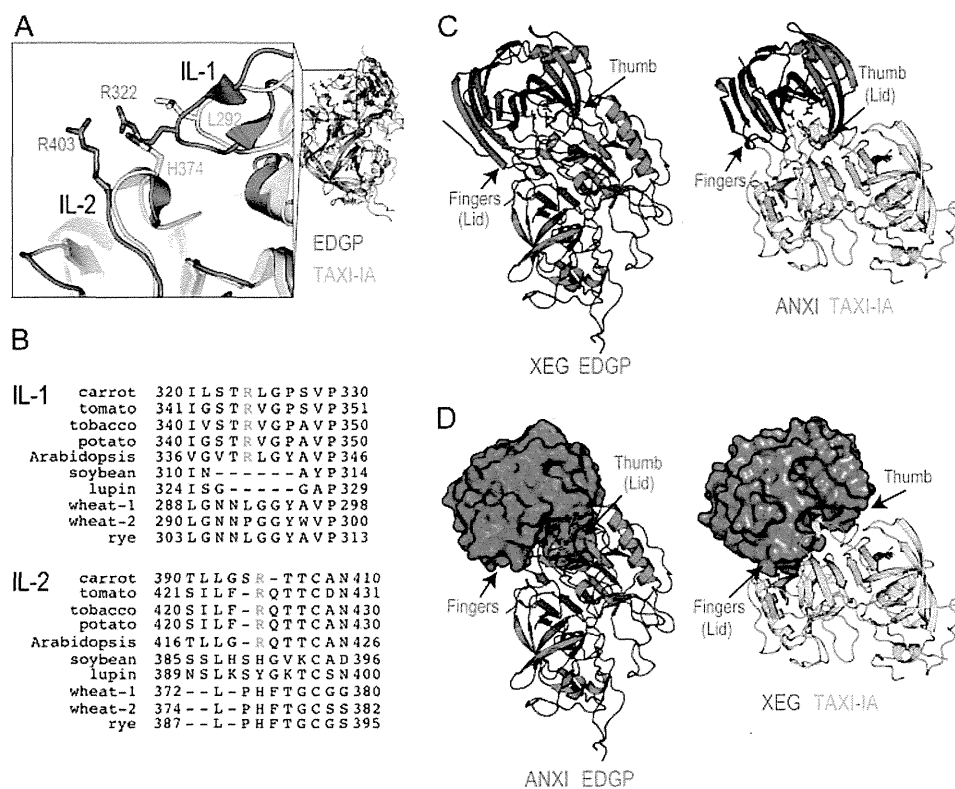 A
IL-1
R322
R403
L292
H374
IL-2
EDGP
TAXI-IA
B
IL-1
carrot 320 I L S T R L G P S V P 330
tomato 341 I G S T R V G P S V P 351
tobacco 340 I V S T R V G P A V P 350
potato 340 I G S T R V G P A V P 350
Arabidopsis 336 V G V T R L G Y A V P 346
soybean 310 I N - - - - - - A Y P 314
lupin 324 I S G - - - - - G A P 329
wheat-1 288 L G N N L G G Y A V P 298
wheat-2 290 L G N N P G G Y W V P 300
rye 303 L G N N L G G Y A V P 313
IL-2
carrot 390 T L L G S R - T T C A N 410
tomato 421 S I L F - R Q T T C D N 431
tobacco 420 S I L F - R Q T T C A N 430
potato 420 S I L F - R Q T T C A N 430
Arabidopsis 416 T L L G - R Q T T C A N 426
soybean 385 S S L H S H G V K C A D 396
lupin 389 N S L K S Y G K T C S N 400
wheat-1 372 - - L - P H F T G C G G 380
wheat-2 374 - - L - P H F T G C S S 382
rye 387 - - L - P H F T G C G S 395
C
Thumb
Fingers
(Lid)
XEG EDGP
Thumb
(Lid)
Fingers
ANXI TAXI-IA
D
Thumb
(Lid)
Fingers
ANXI EDGP
Thumb
Fingers
(Lid)
XEG TAXI-IA